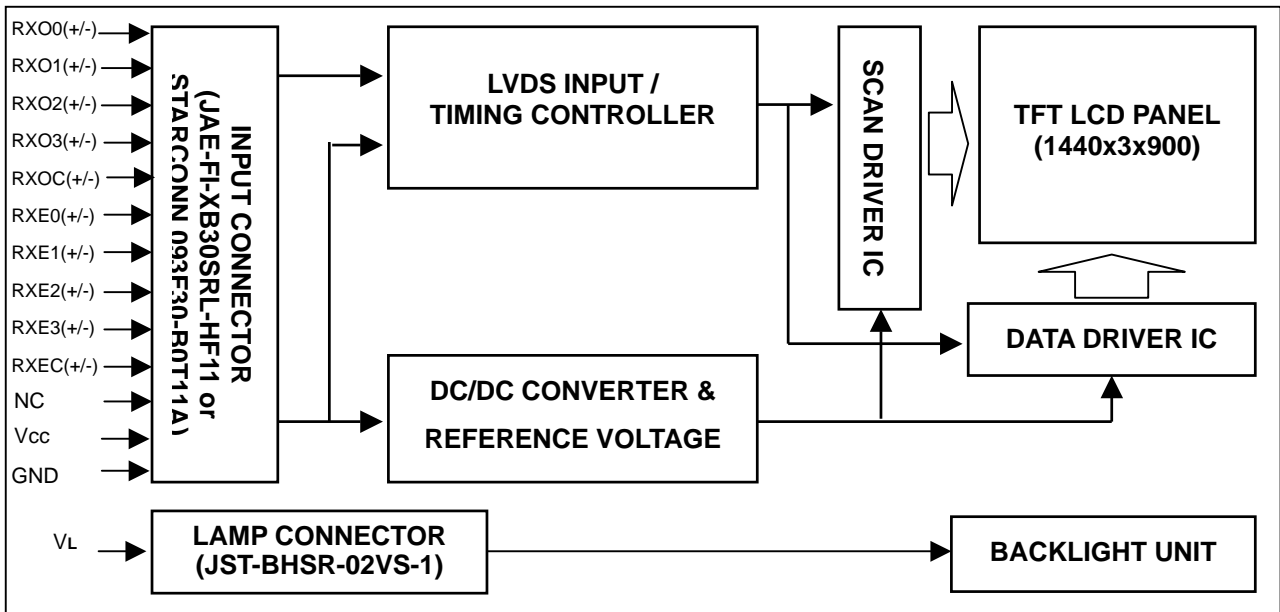 RXO0(+/-)
RXO1(+/-)
RXO2(+/-)
RXO3(+/-)
RXOC(+/-)
RXE0(+/-)
RXE1(+/-)
RXE2(+/-)
RXE3(+/-)
RXEC(+/-)
NC
Vcc
GND
VL
INPUT CONNECTOR
(JAE-FI-XB30SRL-HF11 or
STARCONN 093F30-B0T11A)
LVDS INPUT /
TIMING CONTROLLER
DC/DC CONVERTER &
REFERENCE VOLTAGE
SCAN DRIVER IC
TFT LCD PANEL
(1440x3x900)
DATA DRIVER IC
LAMP CONNECTOR
(JST-BHSR-02VS-1)
BACKLIGHT UNIT